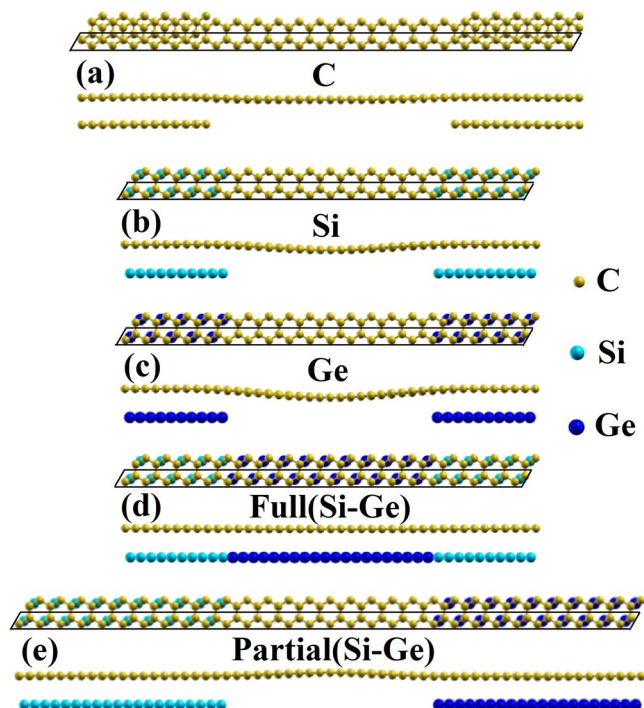 (a)
C
(b)
Si
C
(c)
Ge
Si
Ge
(d)
Full(Si-Ge)
(e)
Partial(Si-Ge)